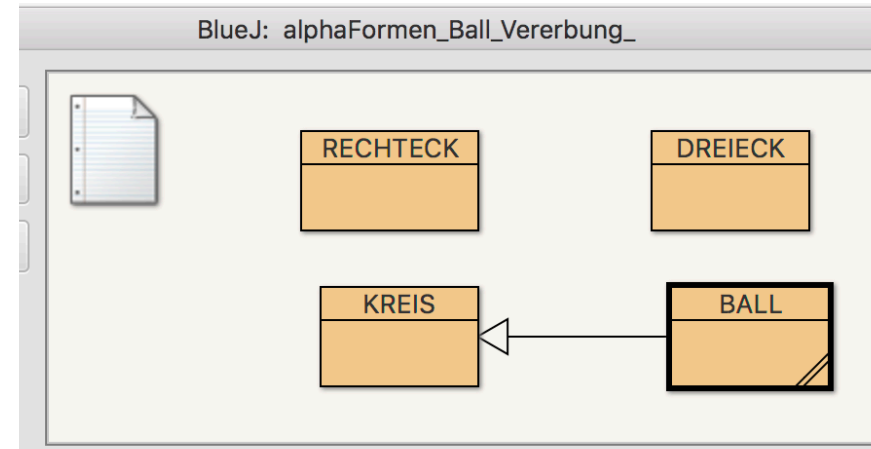 BlueJ: alphaFormen_Ball_Vererbung_
RECHTECK
DREIECK
KREIS
BALL